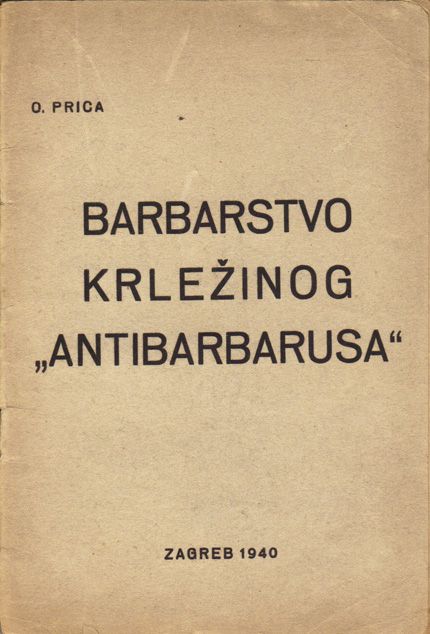 O. PRICA
BARBARSTVO
KRLEŽINOG
„ANTIBARBARUSA“
ZAGREB 1940